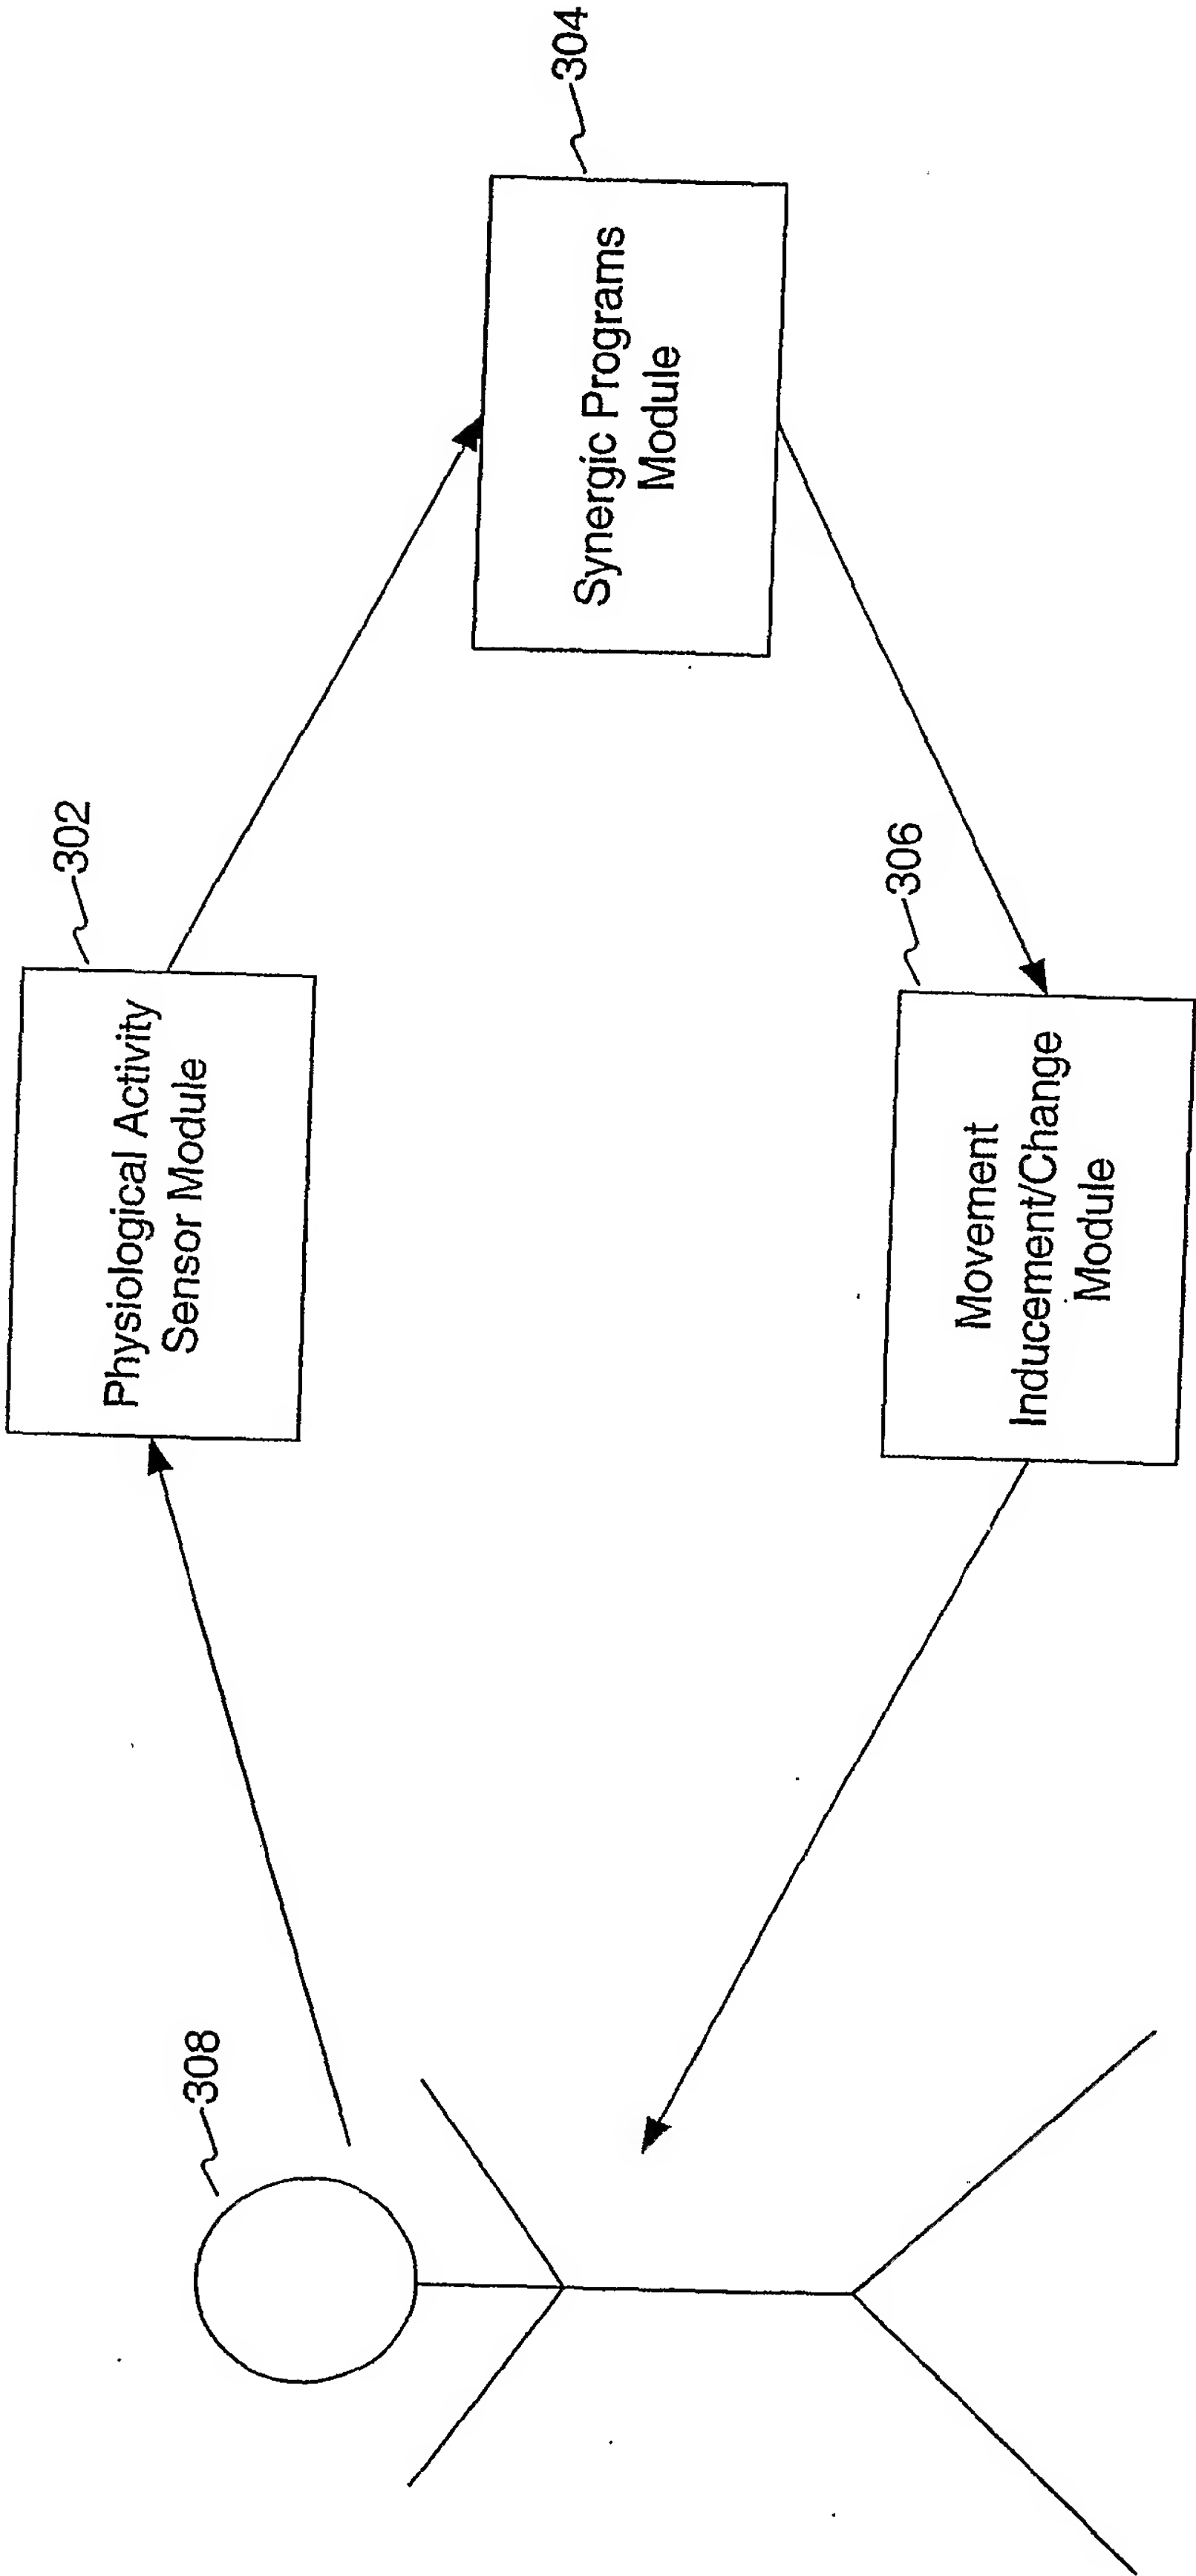 308
302
Physiological Activity
Sensor Module
304
Synergic Programs
Module
306
Movement
Inducement/Change
Module